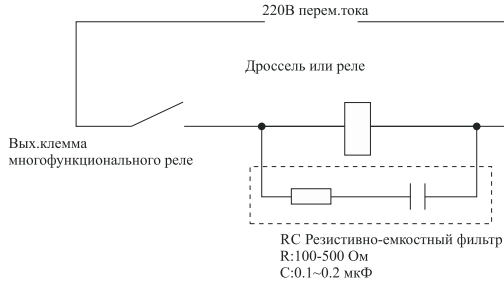 220В перем.тока
Дроссель или реле
Вых.клемма
многофункционального реле
RC Резистивно-емкостный фильтр
R:100-500 Ом
C:0.1~0.2 мкФ